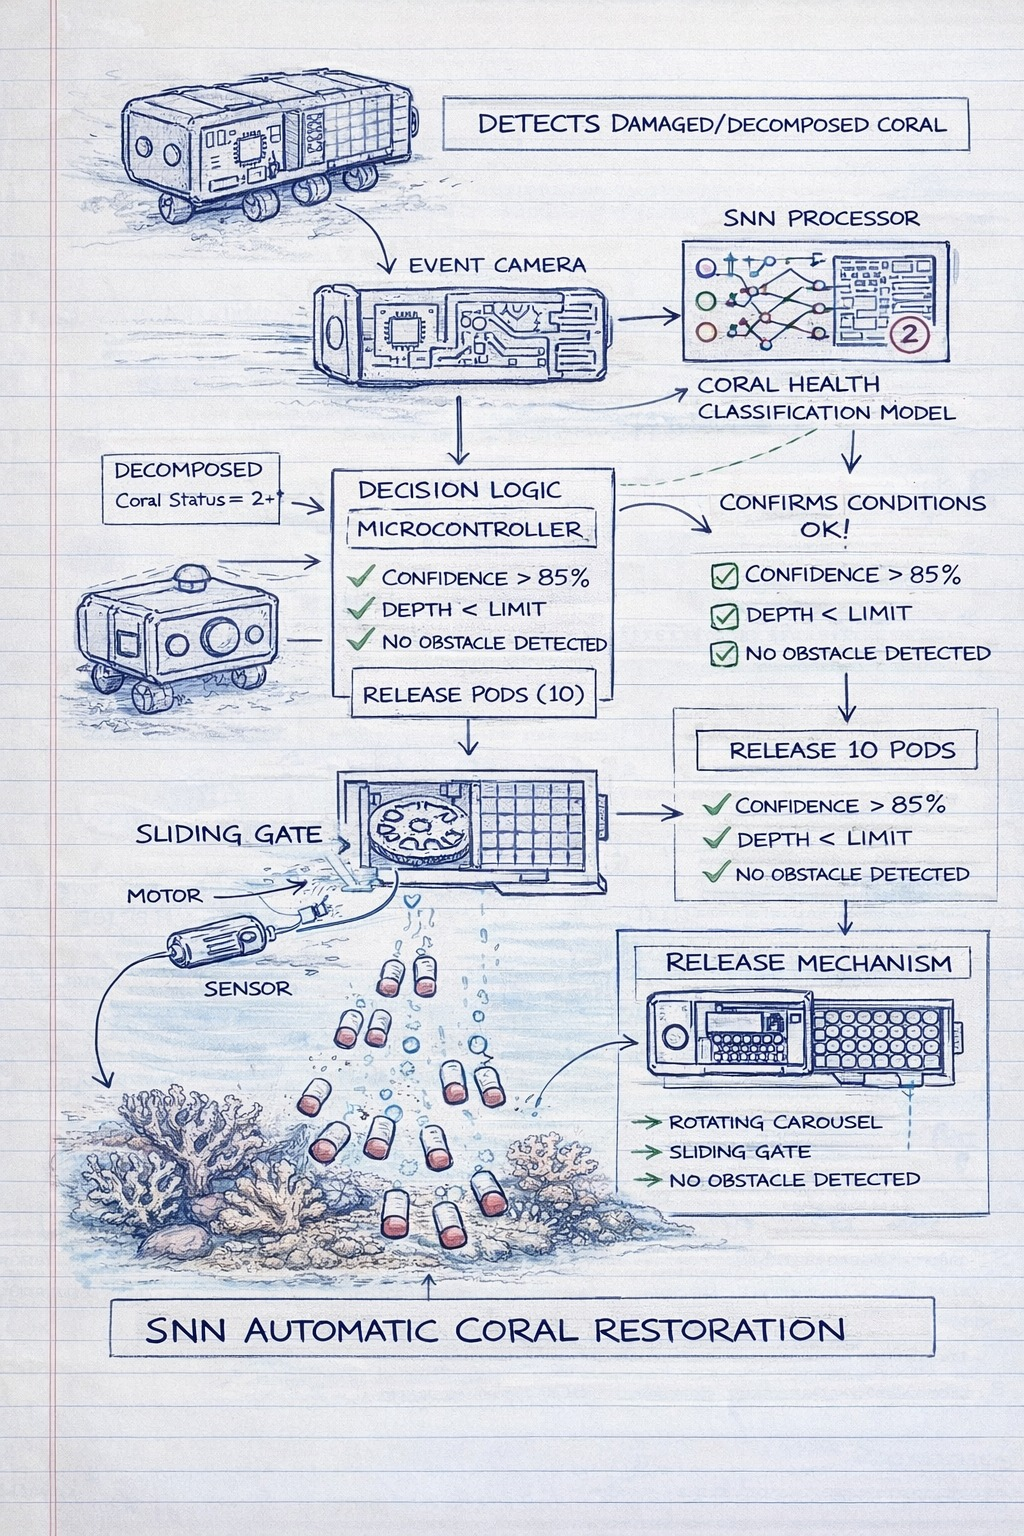 DETECTS DAMAGED/DECOMPOSED CORAL
SNN PROCESSOR
EVENT CAMERA
2
CORAL HEALTH
CLASSIFICATION MODEL
DECOMPOSED
Coral Status = 2+
DECISION LOGIC
MICROCONTROLLER
✓ CONFIDENCE > 85%
✓ DEPTH < LIMIT
✓ NO OBSTACLE DETECTED
RELEASE PODS (10)
CONFIRMS CONDITIONS
OK!
☑ CONFIDENCE > 85%
☑ DEPTH < LIMIT
☑ NO OBSTACLE DETECTED
RELEASE 10 PODS
✓ CONFIDENCE > 85%
✓ DEPTH < LIMIT
✓ NO OBSTACLE DETECTED
SLIDING GATE
MOTOR
SENSOR
RELEASE MECHANISM
→ ROTATING CAROUSEL
→ SLIDING GATE
→ NO OBSTACLE DETECTED
SNN AUTOMATIC CORAL RESTORATION